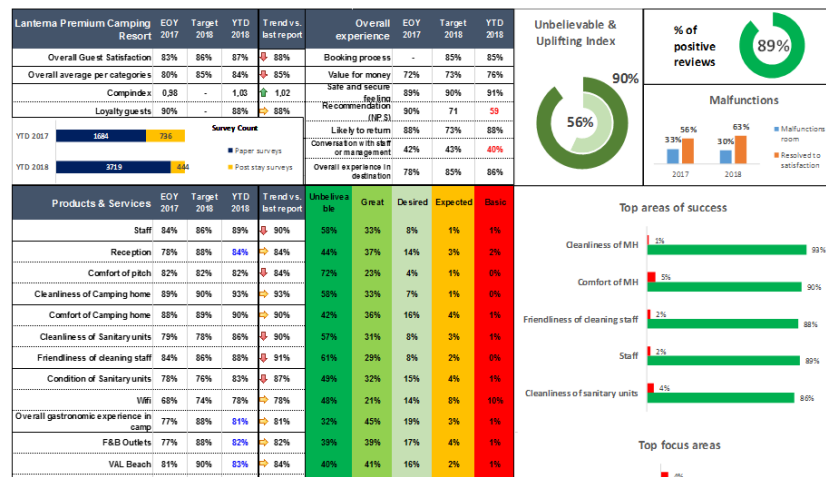 Lanterna Premium Camping Resort EOY 2017 Target 2018 YTD 2018 Trend vs. last report
Overall Guest Satisfaction 83% 86% 87% 88%
Overall average per categories 80% 85% 84% 85%
Compindex 0,98 - 1,03 1,02
Loyalty guests 90% - 88% 88%
Survey Count
YTD 2017 1684 736
YTD 2018 3719 444
Paper surveys
Post stay surveys
Overall experience EOY 2017 Target 2018 YTD 2018
Booking process - 85% 85%
Value for money 72% 73% 76%
Safe and secure feeling 89% 90% 91%
Recommendation (NPS) 90% 71 59
Likely to return 88% 73% 88%
Conversation with staff or management 42% 43% 40%
Overall experience in destination 78% 85% 86%
Unbelievable & Uplifting Index
90%
56%
% of positive reviews
89%
Malfunctions
33% 56% 30% 63%
2017 2018
Malfunctions room
Resolved to satisfaction
Products & Services EOY 2017 Target 2018 YTD 2018 Trend vs. last report Unbelivea ble Great Desired Expected Basic
Staff 84% 86% 89% 90% 58% 33% 8% 1% 1%
Reception 78% 88% 84% 84% 44% 37% 14% 3% 2%
Comfort of pitch 82% 82% 82% 84% 72% 23% 4% 1% 0%
Cleanliness of Camping home 89% 90% 93% 93% 58% 33% 7% 1% 0%
Comfort of Camping home 88% 89% 90% 90% 42% 36% 16% 4% 1%
Cleanliness of Sanitary units 79% 78% 86% 90% 57% 31% 8% 3% 1%
Friendliness of cleaning staff 84% 86% 88% 91% 61% 29% 8% 2% 0%
Condition of Sanitary units 78% 76% 83% 87% 49% 32% 15% 4% 1%
Wifi 68% 74% 78% 78% 48% 21% 14% 8% 10%
Overall gastronomic experience in camp 77% 88% 81% 81% 32% 45% 19% 3% 1%
F&B Outlets 77% 88% 82% 82% 39% 39% 17% 4% 1%
VAL Beach 81% 90% 83% 84% 40% 41% 16% 2% 1%
Top areas of success
Cleanliness of MH 1% 93%
Comfort of MH 5% 90%
Friendliness of cleaning staff 2% 88%
Staff 2% 89%
Cleanliness of sanitary units 4% 86%
Top focus areas